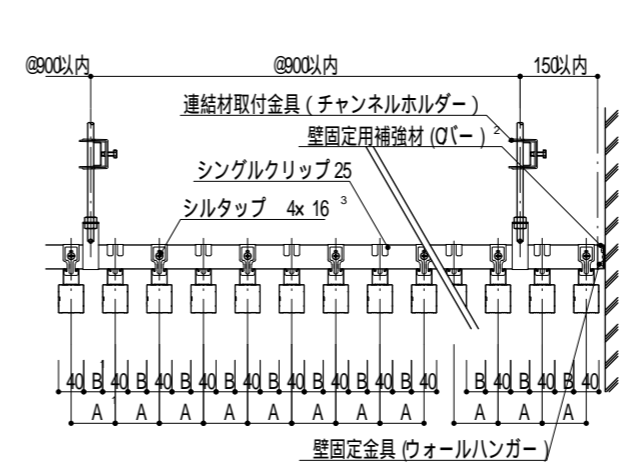 @900以内 @900以内 150以内
連結材取付金具 ( チャンネルホルダー )
壁固定用補強材 (Cバー ) 2
シングルクリップ 25
シルタップ 4× 16 3
40 B 1 40 B 40 B 40 B 40 B 40 B 40 B 40 B 40 B 40 B 40 B 40
A 1 A A A A A A A A A A
壁固定金具 (ウォールハンガー )